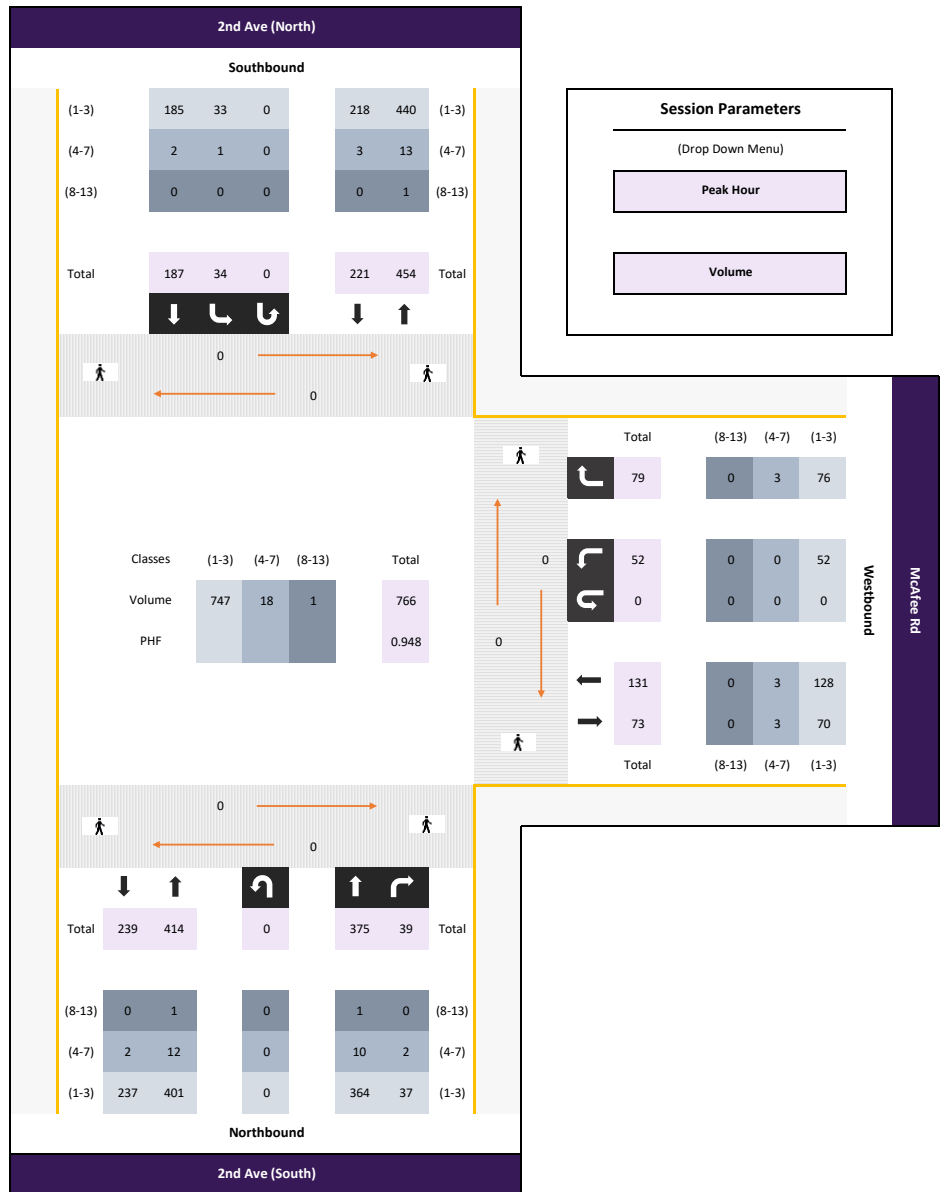 2nd Ave (North)
Southbound
(1-3) 185 33 0 218 440 (1-3)
(4-7) 2 1 0 3 13 (4-7)
(8-13) 0 0 0 0 1 (8-13)
Total 187 34 0 221 454 Total
0
0
Session Parameters
(Drop Down Menu)
Peak Hour
Volume
Total (8-13) (4-7) (1-3)
79 0 3 76
0 52 0 0 52
0 0 0 0
0
131 0 3 128
73 0 3 70
Total (8-13) (4-7) (1-3)
Westbound
McAfee Rd
Classes (1-3) (4-7) (8-13) Total
Volume 747 18 1 766
PHF 0.948
0
0
Total 239 414 0 375 39 Total
(8-13) 0 1 0 1 0 (8-13)
(4-7) 2 12 0 10 2 (4-7)
(1-3) 237 401 0 364 37 (1-3)
Northbound
2nd Ave (South)